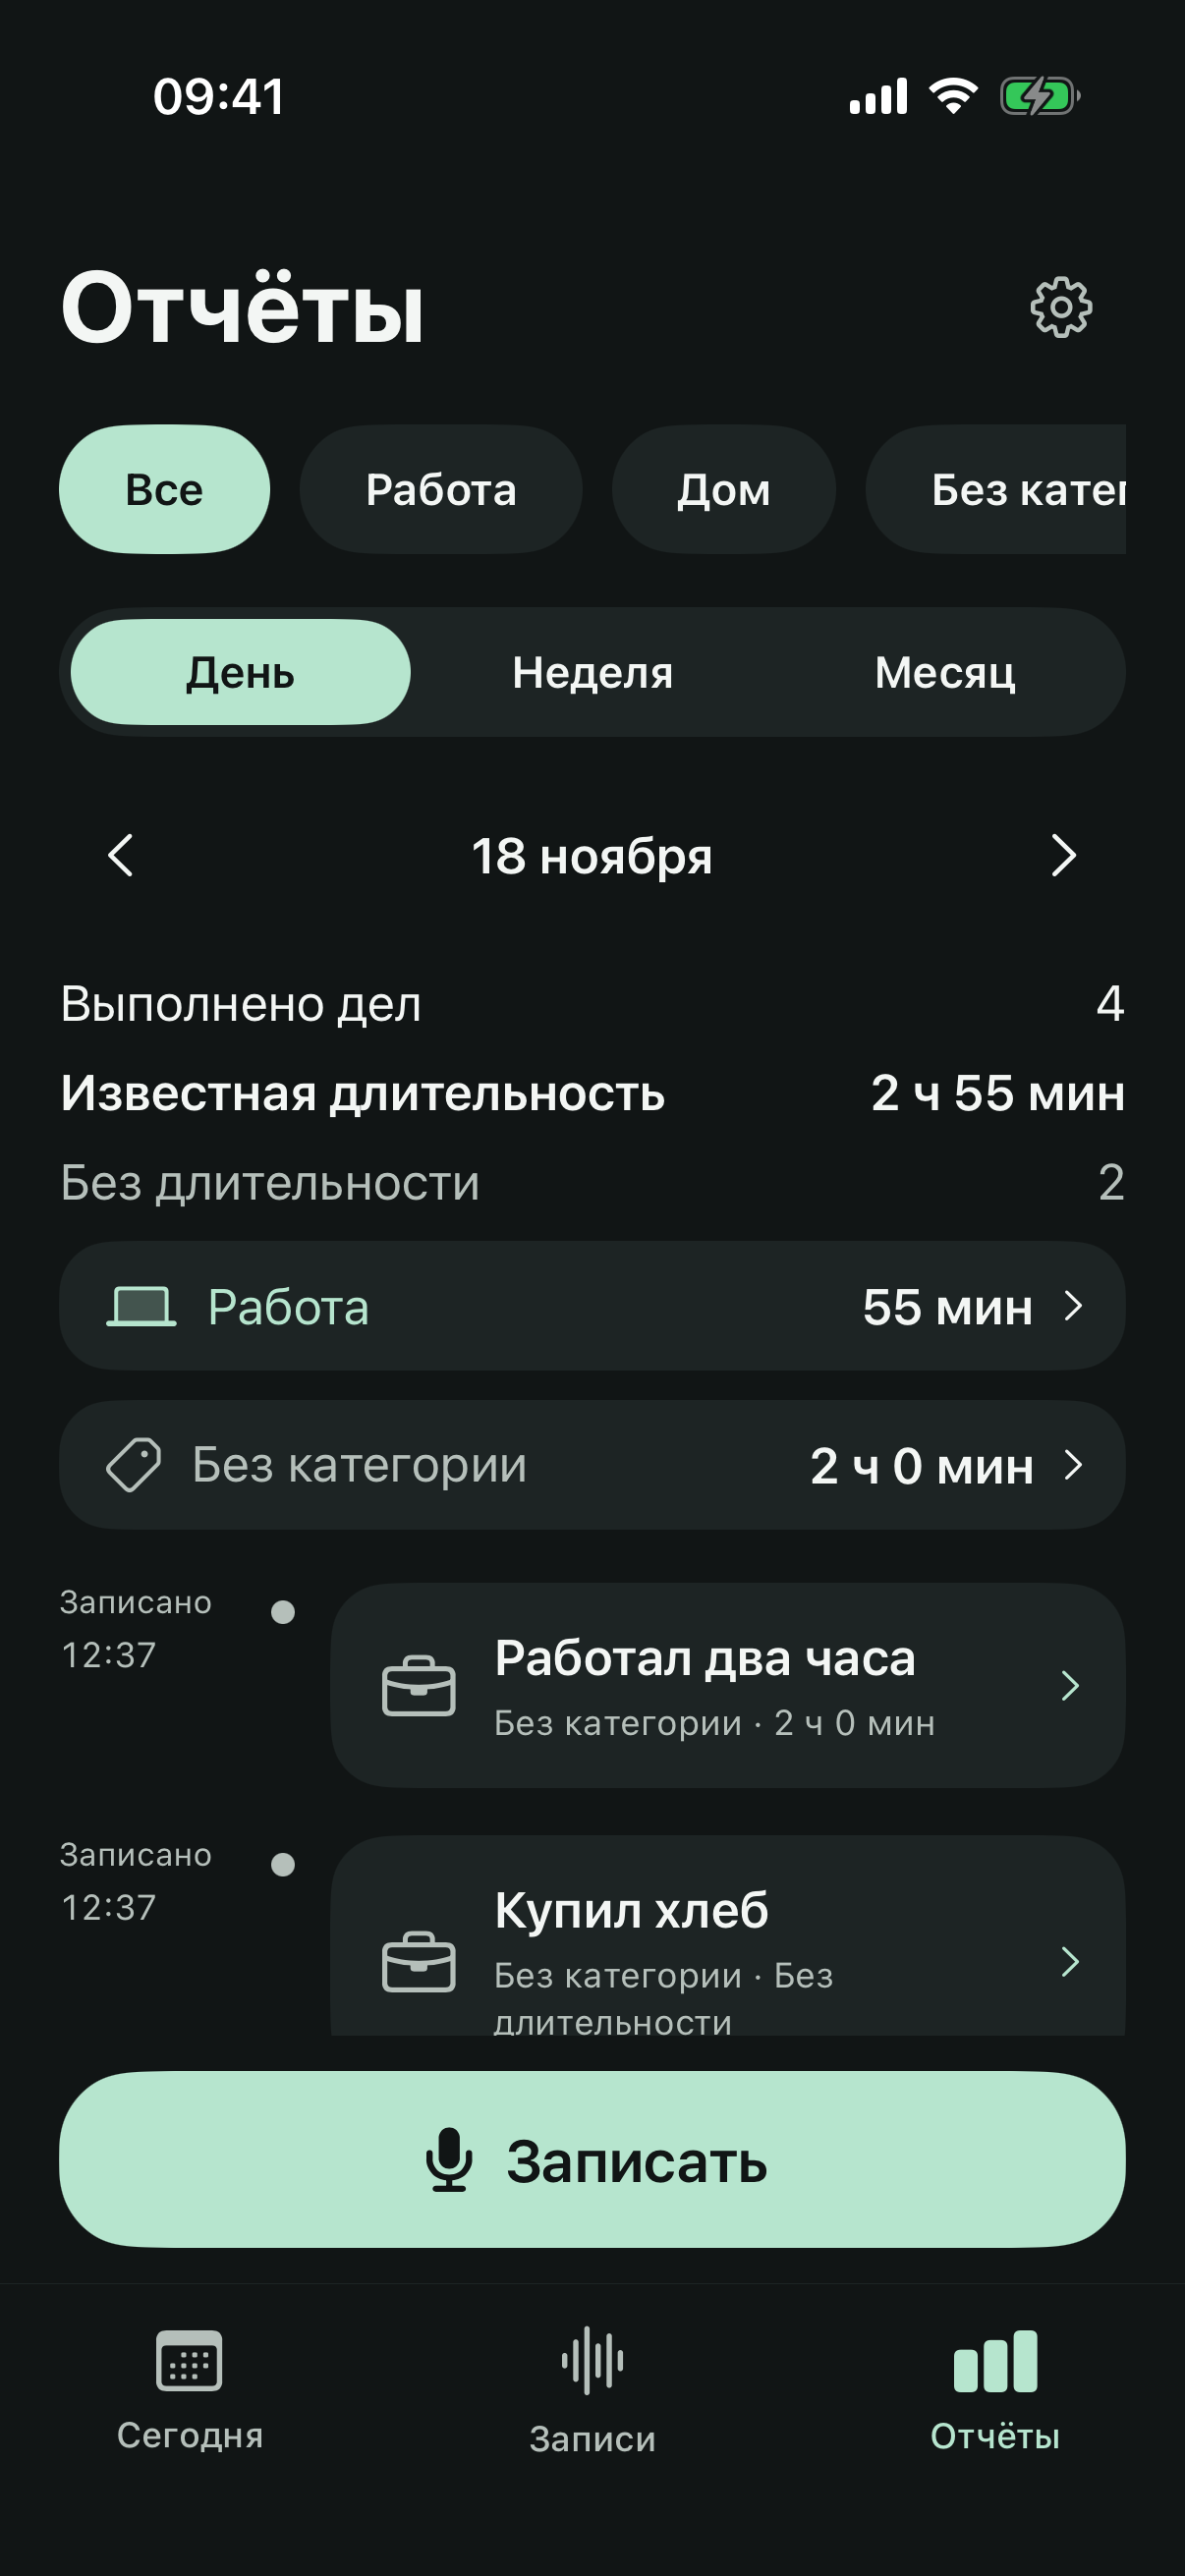 09:41
Отчёты
Все
Работа
Дом
Без катег
День
Неделя
Месяц
18 ноября
Выполнено дел 4
Известная длительность 2 ч 55 мин
Без длительности 2
Работа 55 мин
Без категории 2 ч 0 мин
Записано
12:37
Работал два часа
Без категории · 2 ч 0 мин
Записано
12:37
Купил хлеб
Без категории · Без
длительности
Записать
Сегодня
Записи
Отчёты